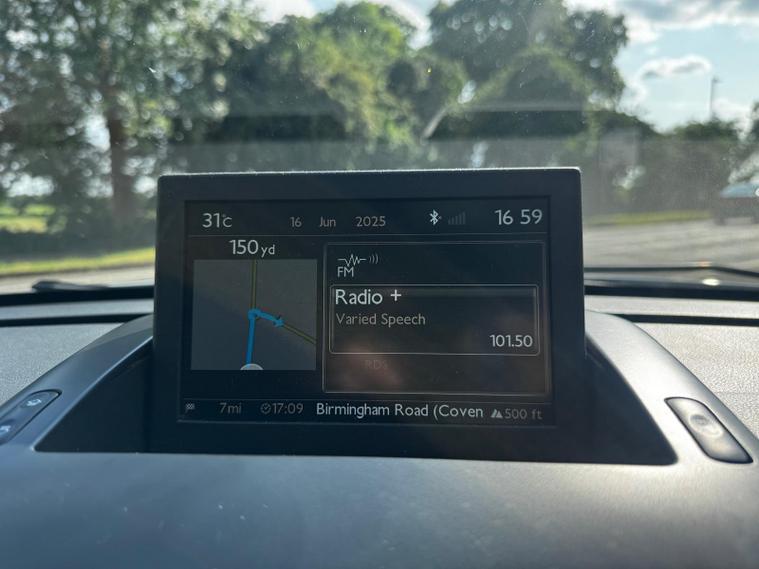 31°C 16 Jun 2025 16 59
150 yd
FM
Radio +
Varied Speech
101.50
RDS
7mi 17:09 Birmingham Road (Coven 500 ft